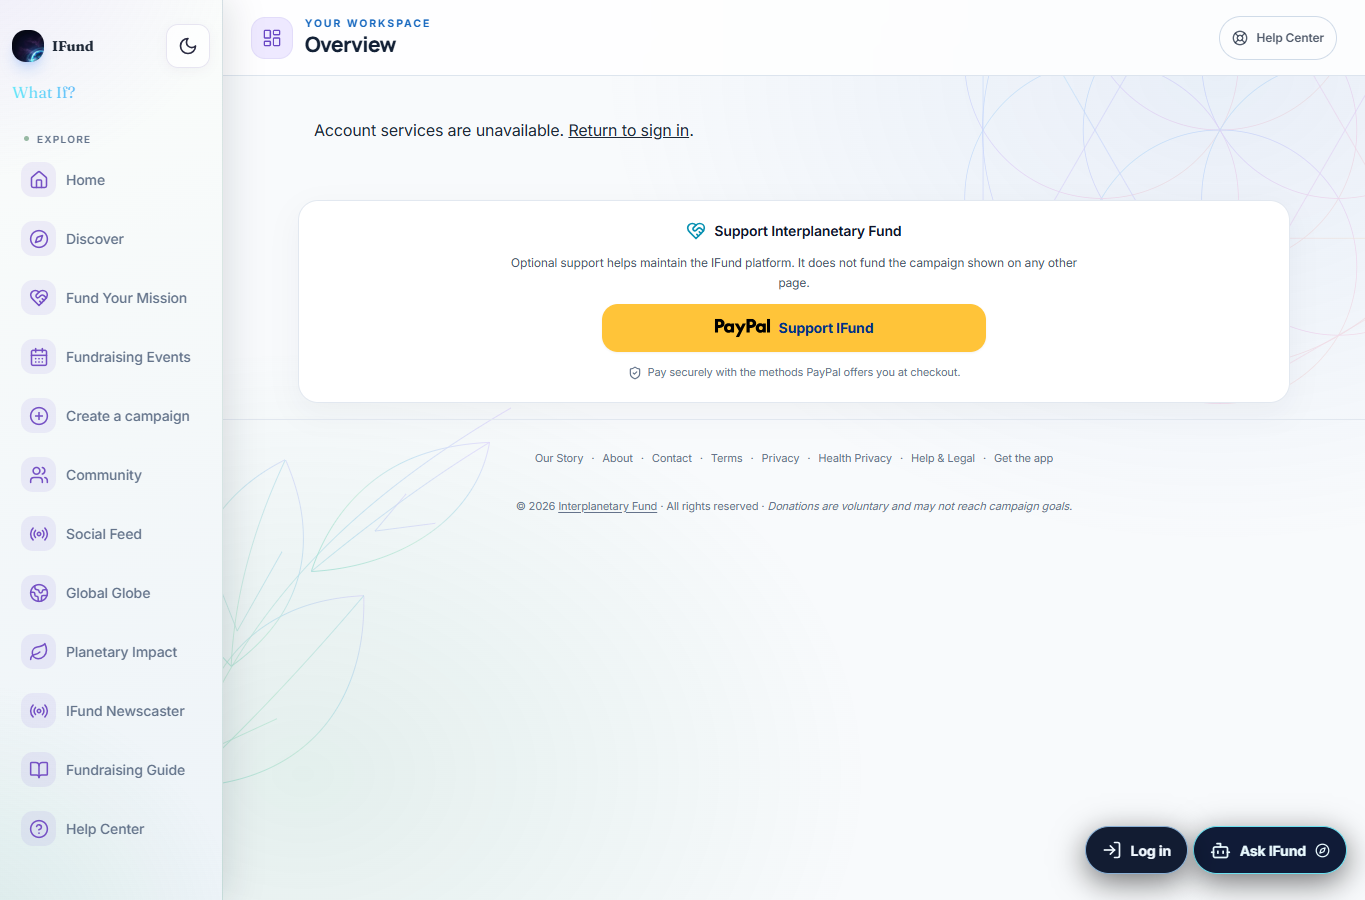 IFund
What If?
EXPLORE
Home
Discover
Fund Your Mission
Fundraising Events
Create a campaign
Community
Social Feed
Global Globe
Planetary Impact
IFund Newscaster
Fundraising Guide
Help Center
YOUR WORKSPACE
Overview
Help Center
Account services are unavailable. Return to sign in.
Support Interplanetary Fund
Optional support helps maintain the IFund platform. It does not fund the campaign shown on any other
page.
PayPal Support IFund
Pay securely with the methods PayPal offers you at checkout.
Our Story · About · Contact · Terms · Privacy · Health Privacy · Help & Legal · Get the app
© 2026 Interplanetary Fund · All rights reserved · Donations are voluntary and may not reach campaign goals.
Log in
Ask IFund